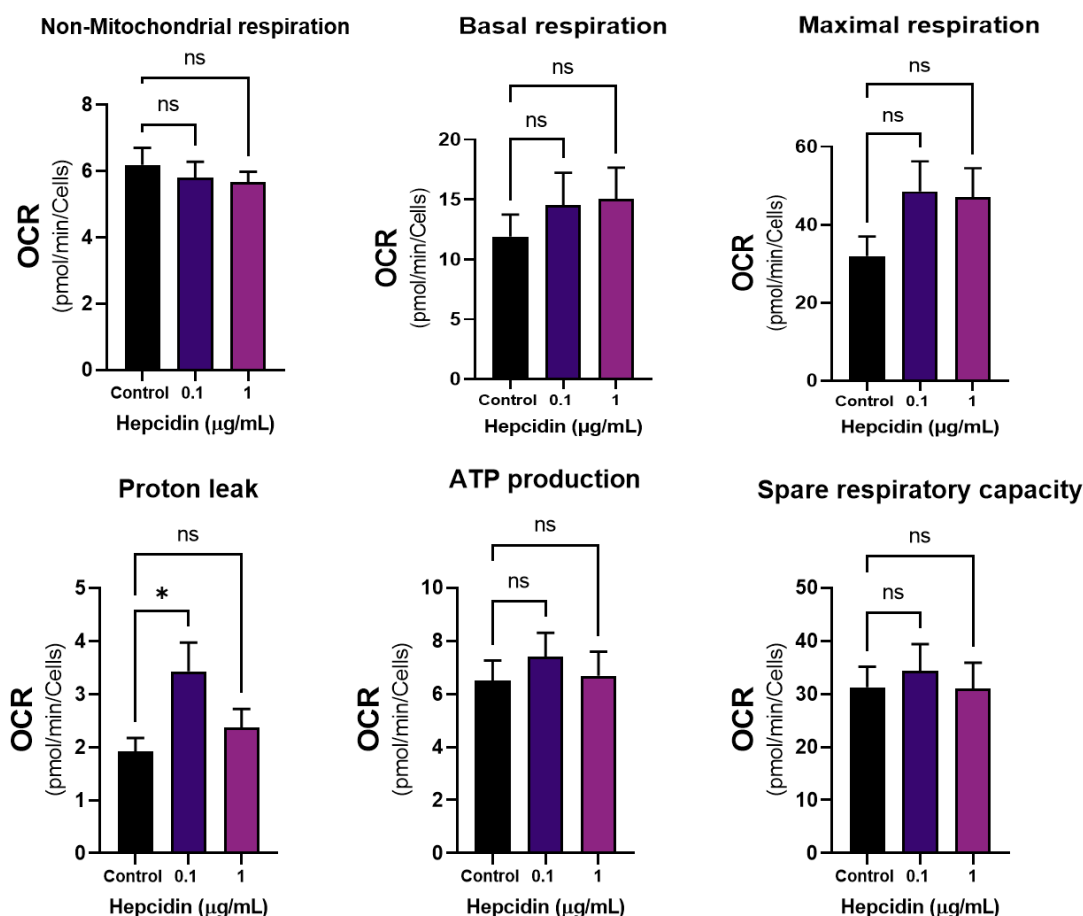 Non-Mitochondrial respiration
ns
ns
8
6
4
2
0
OCR
(pmol/min/Cells)
Control 0.1 1
Hepcidin (μg/mL)
Basal respiration
ns
ns
20
15
10
5
0
OCR
(pmol/min/Cells)
Control 0.1 1
Hepcidin (μg/mL)
Maximal respiration
ns
ns
60
40
20
0
OCR
(pmol/min/Cells)
Control 0.1 1
Hepcidin (μg/mL)
Proton leak
ns
*
5
4
3
2
1
0
OCR
(pmol/min/Cells)
Control 0.1 1
Hepcidin (μg/mL)
ATP production
ns
ns
10
8
6
4
2
0
OCR
(pmol/min/Cells)
Control 0.1 1
Hepcidin (μg/mL)
Spare respiratory capacity
ns
ns
50
40
30
20
10
0
OCR
(pmol/min/Cells)
Control 0.1 1
Hepcidin (μg/mL)